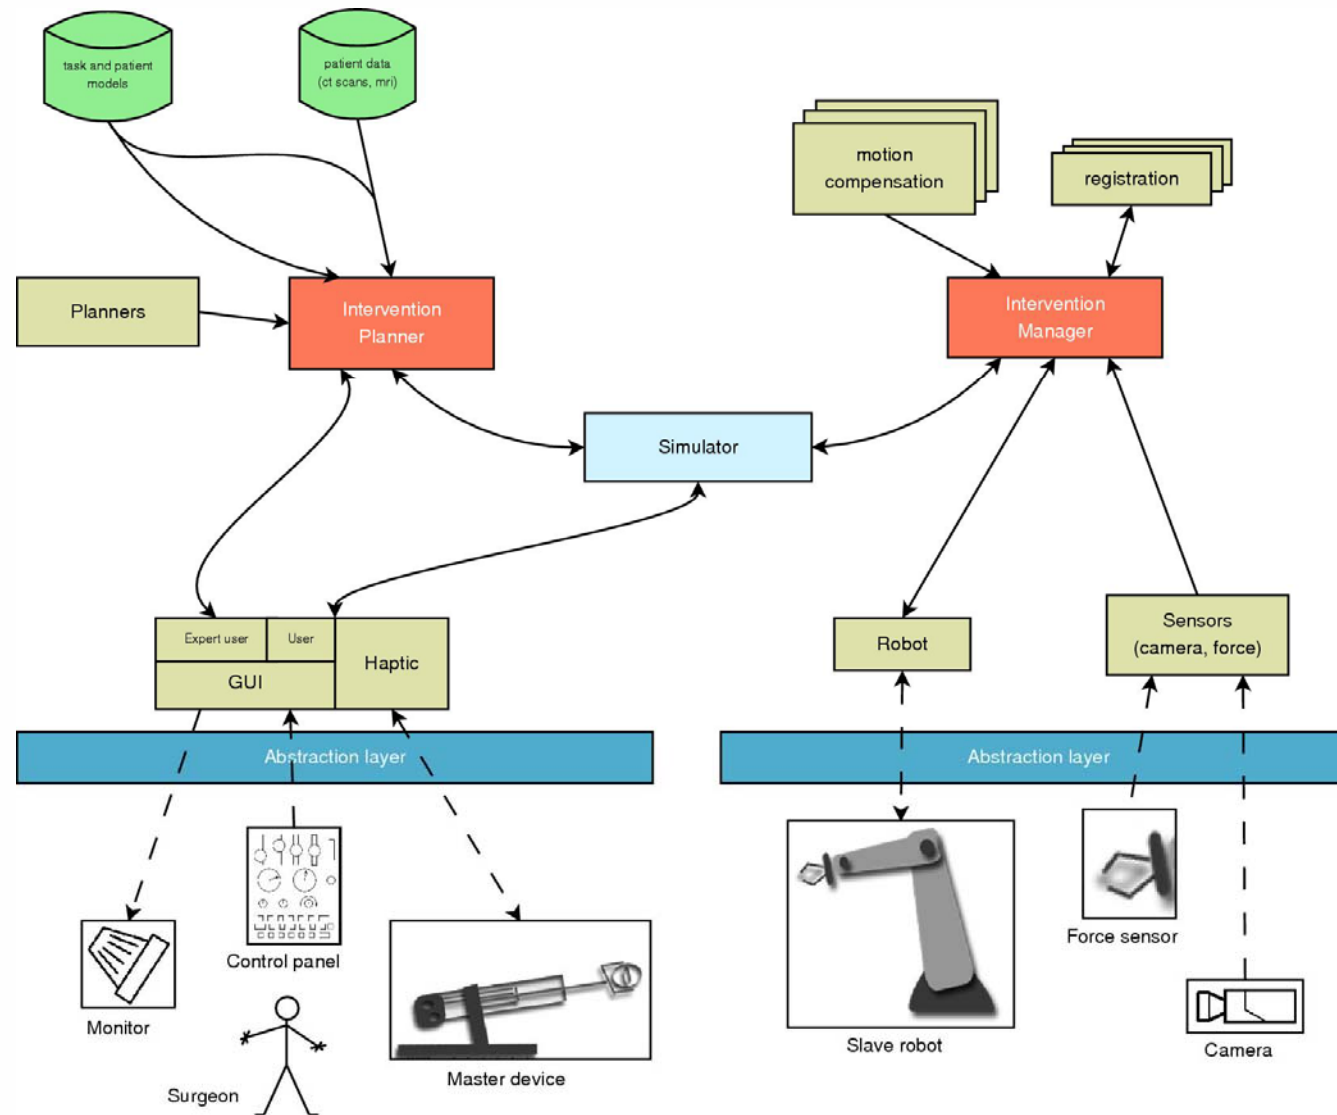 task and patient
models
patient data
(ct scans, mri)
motion
compensation
registration
Planners
Intervention
Planner
Intervention
Manager
Simulator
Expert user
User
GUI
Haptic
Robot
Sensors
(camera, force)
Abstraction layer
Abstraction layer
Monitor
Control panel
Surgeon
Master device
Slave robot
Force sensor
Camera